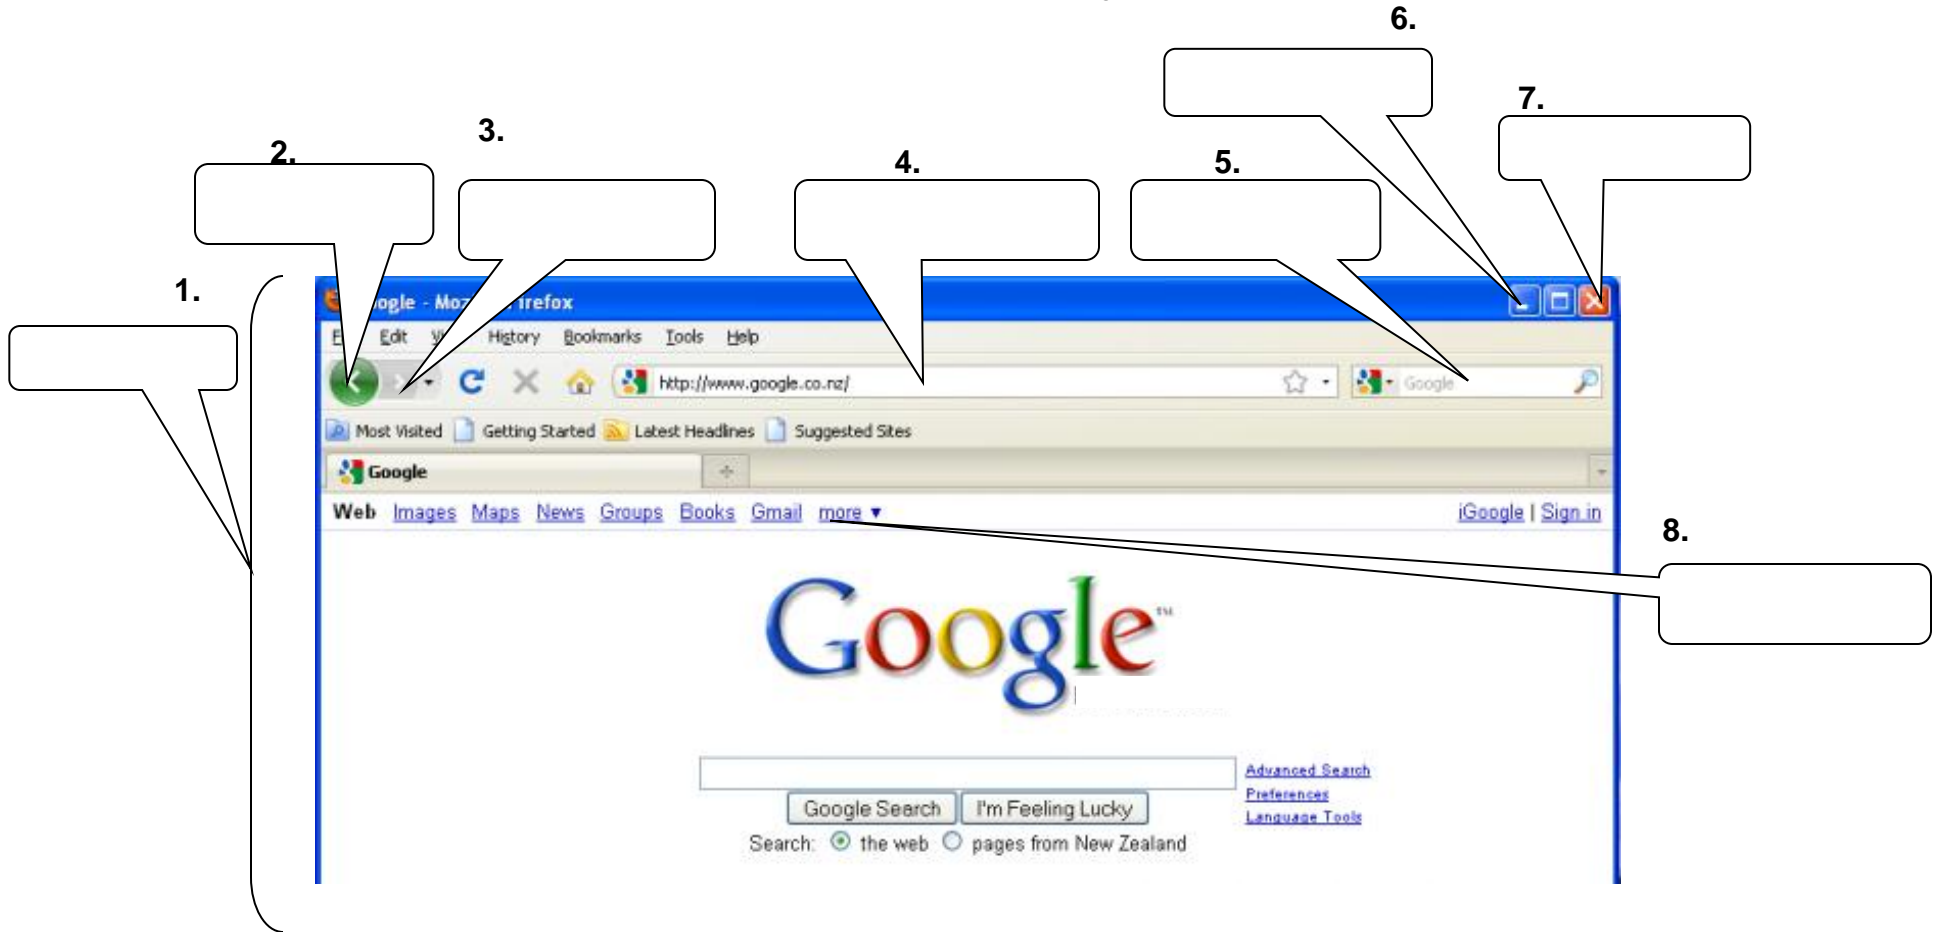 6.
7.
3.
2.
4.
5.
1.
ogle - Mo irefox
Edit History Bookmarks Tools Help
http://www.google.co.nz/
Google
Most Visited Getting Started Latest Headlines Suggested Sites
Google
Web Images Maps News Groups Books Gmail more ▼
iGoogle | Sign in
8.
Google™
Advanced Search
Preferences
Language Tools
Google Search I'm Feeling Lucky
Search: the web pages from New Zealand